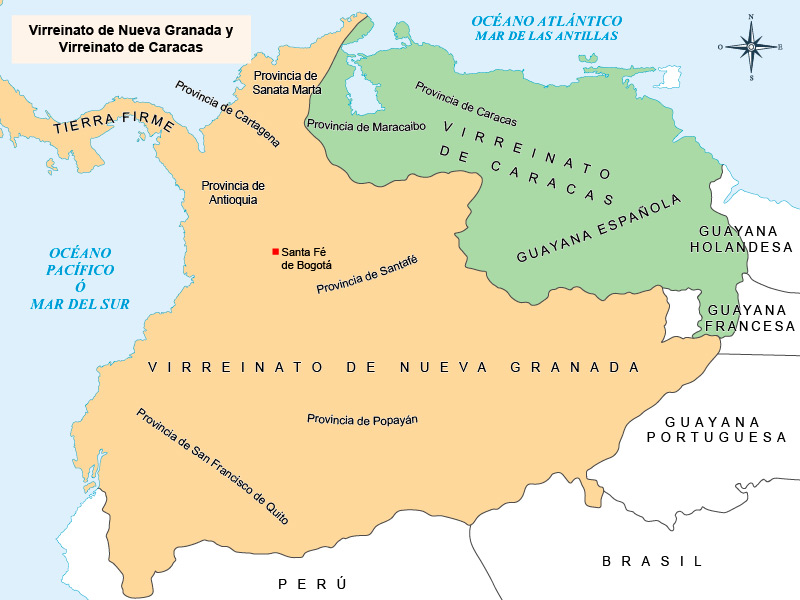 Virreinato de Nueva Granada y
Virreinato de Caracas
OCÉANO ATLÁNTICO
MAR DE LAS ANTILLAS
N
O
E
S
Provincia de
Sanata Marta
Provincia de Cartagena
TIERRA FIRME
Provincia de Caracas
Provincia de Maracaibo
VIRREINATO
DE CARACAS
Provincia de
Antioquia
GUAYANA ESPAÑOLA
GUAYANA
HOLANDESA
OCÉANO
PACÍFICO
Ó
MAR DEL SUR
Santa Fé
de Bogotá
Provincia de Santafé
GUAYANA
FRANCESA
VIRREINATO DE NUEVA GRANADA
Provincia de Popayán
Provincia de San Francisco de Quito
GUAYANA
PORTUGUESA
BRASIL
PERÚ